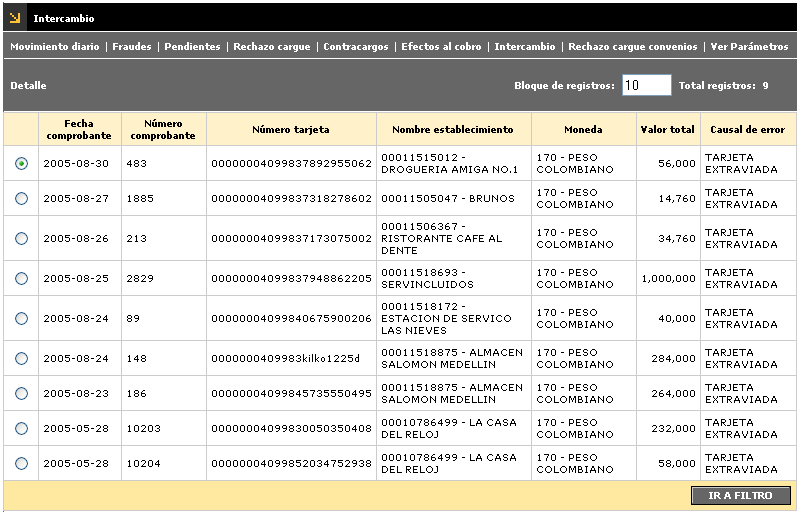 Intercambio
Movimiento diario | Fraudes | Pendientes | Rechazo cargue | Contracargos | Efectos al cobro | Intercambio | Rechazo cargue convenios | Ver Parámetros
Detalle Bloque de registros: 10 Total registros: 9
Fecha comprobante Número comprobante Número tarjeta Nombre establecimiento Moneda Valor total Causal de error
2005-08-30 483 00000004099837892955062 00011515012 - DROGUERIA AMIGA NO.1 170 - PESO COLOMBIANO 56,000 TARJETA EXTRAVIADA
2005-08-27 1885 00000004099837318278602 00011505047 - BRUNOS 170 - PESO COLOMBIANO 14,760 TARJETA EXTRAVIADA
2005-08-26 213 00000004099837173075002 00011506367 - RISTORANTE CAFE AL DENTE 170 - PESO COLOMBIANO 34,760 TARJETA EXTRAVIADA
2005-08-25 2829 00000004099837948862205 00011518693 - SERVINCLUIDOS 170 - PESO COLOMBIANO 1,000,000 TARJETA EXTRAVIADA
2005-08-24 89 00000004099840675900206 00011518172 - ESTACION DE SERVICO LAS NIEVES 170 - PESO COLOMBIANO 40,000 TARJETA EXTRAVIADA
2005-08-24 148 0000000409983kilko1225d 00011518875 - ALMACEN SALOMON MEDELLIN 170 - PESO COLOMBIANO 284,000 TARJETA EXTRAVIADA
2005-08-23 186 00000004099845735550495 00011518875 - ALMACEN SALOMON MEDELLIN 170 - PESO COLOMBIANO 264,000 TARJETA EXTRAVIADA
2005-05-28 10203 00000004099830050350408 00010786499 - LA CASA DEL RELOJ 170 - PESO COLOMBIANO 232,000 TARJETA EXTRAVIADA
2005-05-28 10204 00000004099852034752938 00010786499 - LA CASA DEL RELOJ 170 - PESO COLOMBIANO 58,000 TARJETA EXTRAVIADA
IR A FILTRO